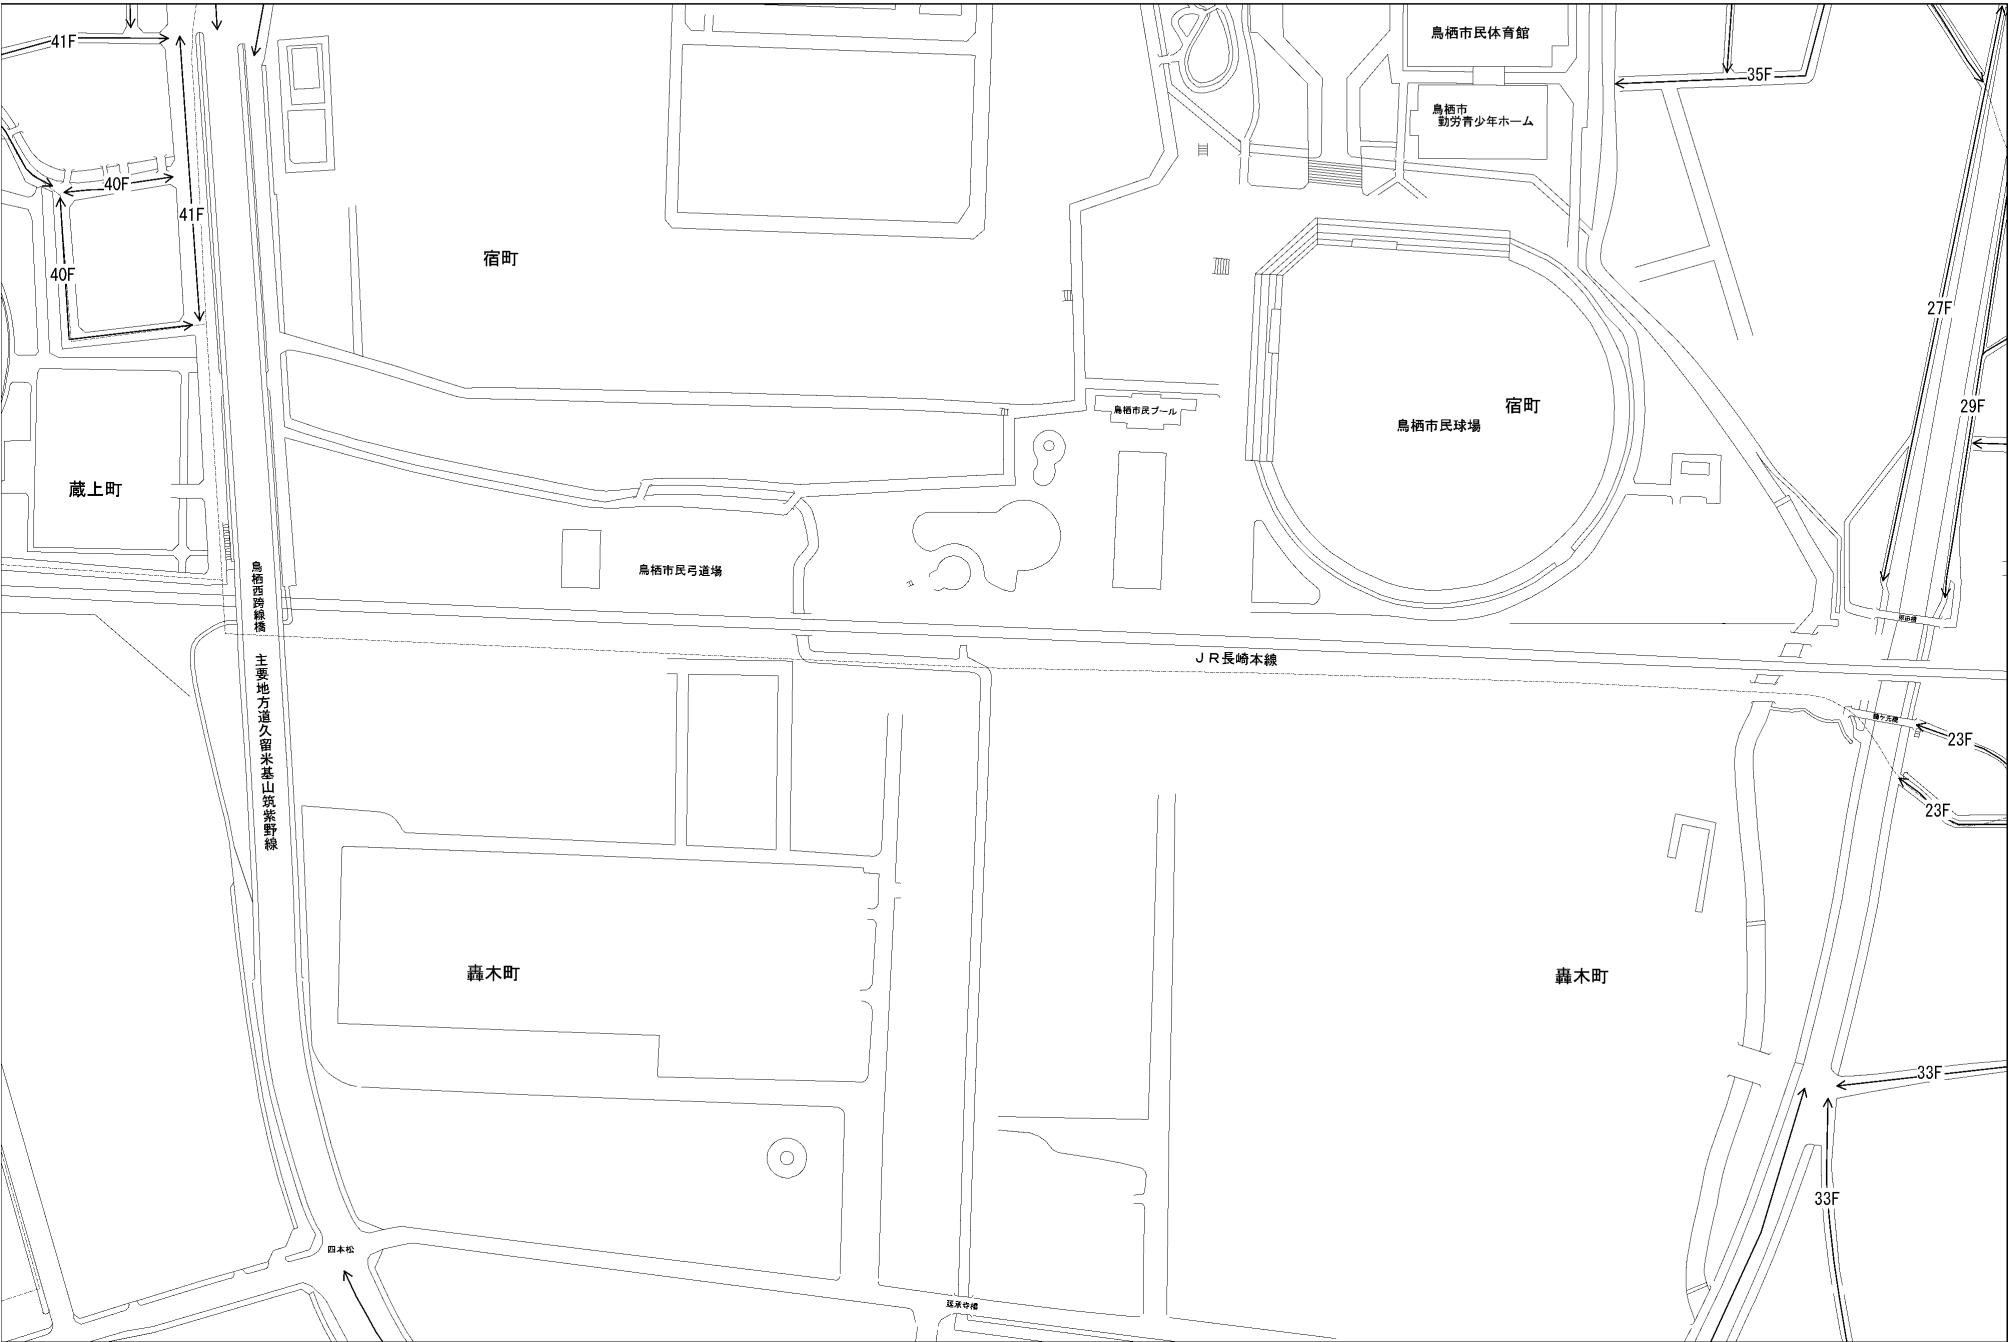 41F
鳥栖市民体育館
35F
鳥栖市
勤労青少年ホーム
40F
41F
宿町
40F
27F
宿町
29F
鳥栖市民プール
鳥栖市民球場
蔵上町
鳥栖市民弓道場
鳥栖西跨線橋
主要地方道久留米基山筑紫野線
JR長崎本線
23F
23F
轟木町
轟木町
33F
33F
四本松
延承寺橋